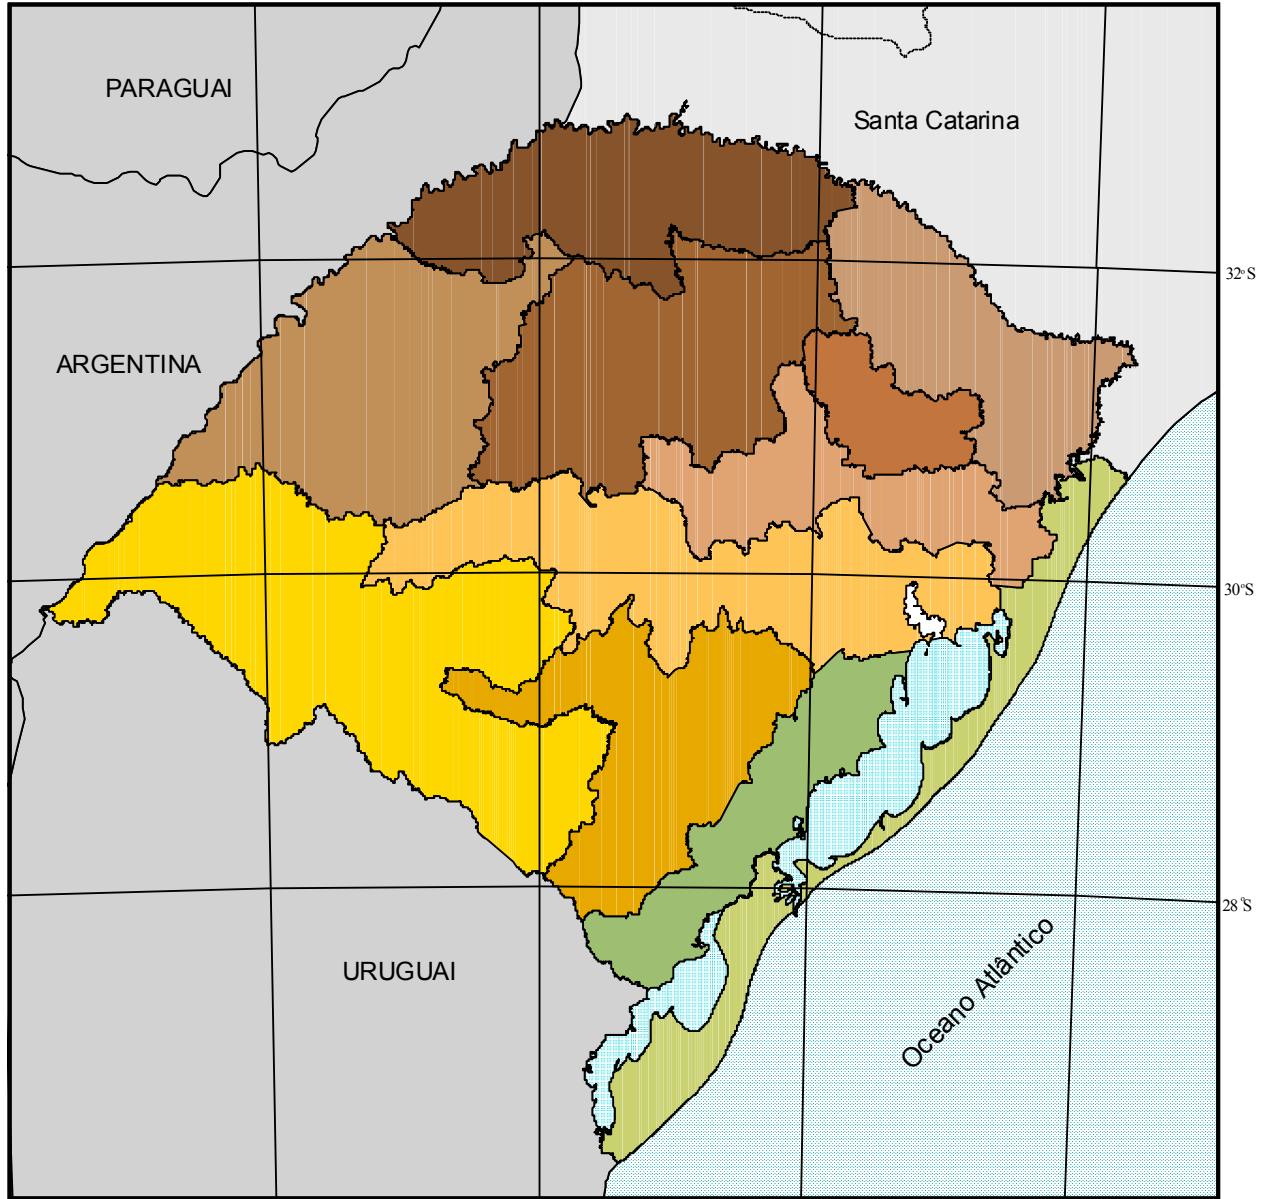 PARAGUAI
Santa Catarina
32°S
ARGENTINA
30°S
28°S
URUGUAI
Oceano Atlântico